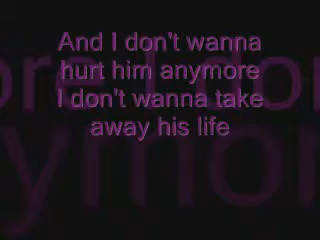 And I don't wanna
hurt him anymore
I don't wanna take
away his life